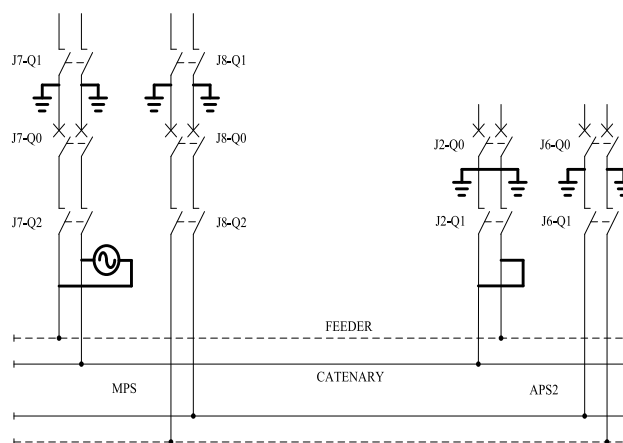 J7-Q1
J8-Q1
J7-Q0
J8-Q0
J2-Q0
J6-Q0
J7-Q2
J8-Q2
J2-Q1
J6-Q1
FEEDER
CATENARY
MPS
APS2